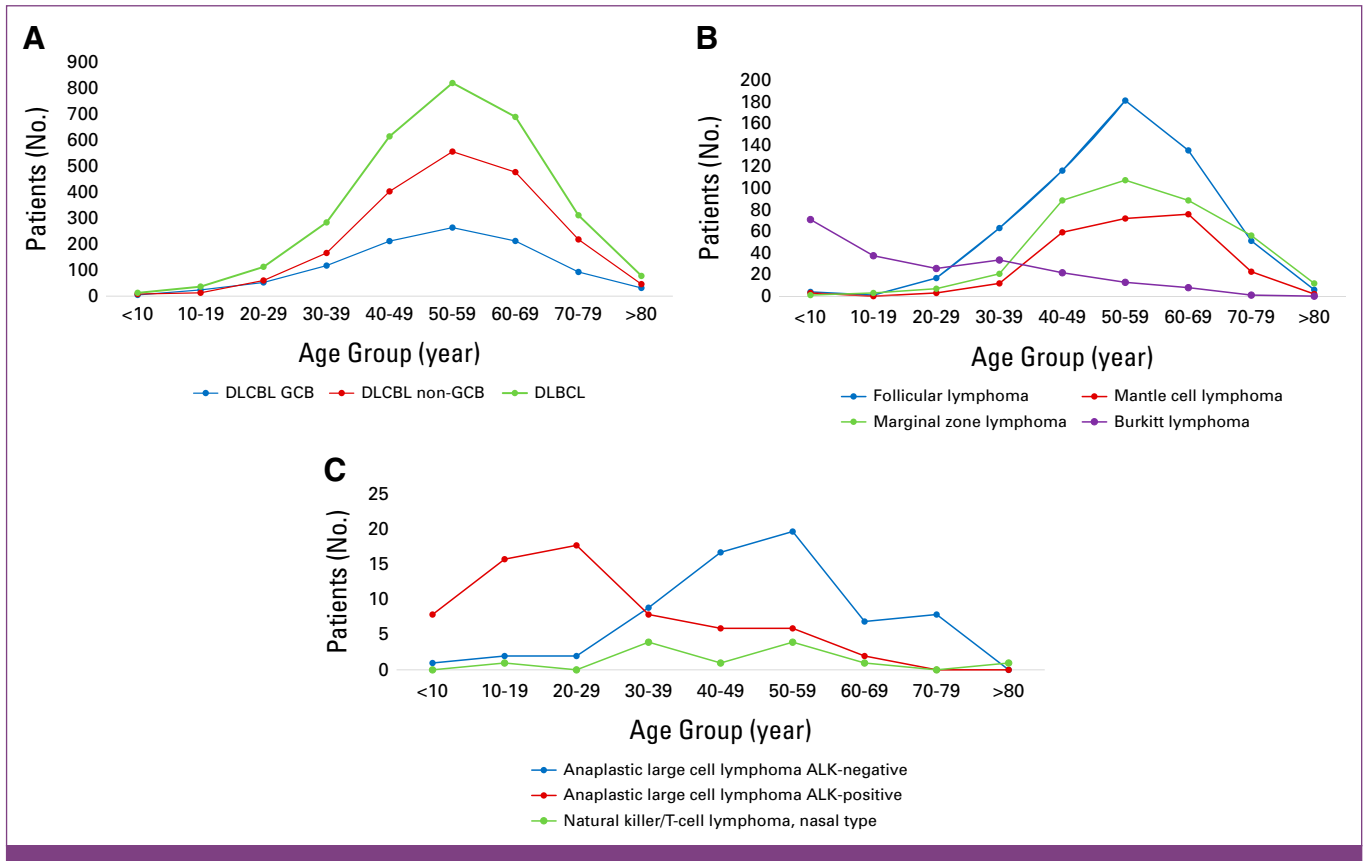 A
Patients (No.)
900
800
700
600
500
400
300
200
100
0
<10 10-19 20-29 30-39 40-49 50-59 60-69 70-79 >80
Age Group (year)
DLCBL GCB DLCBL non-GCB DLBCL
B
Patients (No.)
200
180
160
140
120
100
80
60
40
20
0
<10 10-19 20-29 30-39 40-49 50-59 60-69 70-79 >80
Age Group (year)
Follicular lymphoma Mantle cell lymphoma
Marginal zone lymphoma Burkitt lymphoma
C
Patients (No.)
25
20
15
10
5
0
<10 10-19 20-29 30-39 40-49 50-59 60-69 70-79 >80
Age Group (year)
Anaplastic large cell lymphoma ALK-negative
Anaplastic large cell lymphoma ALK-positive
Natural killer/T-cell lymphoma, nasal type